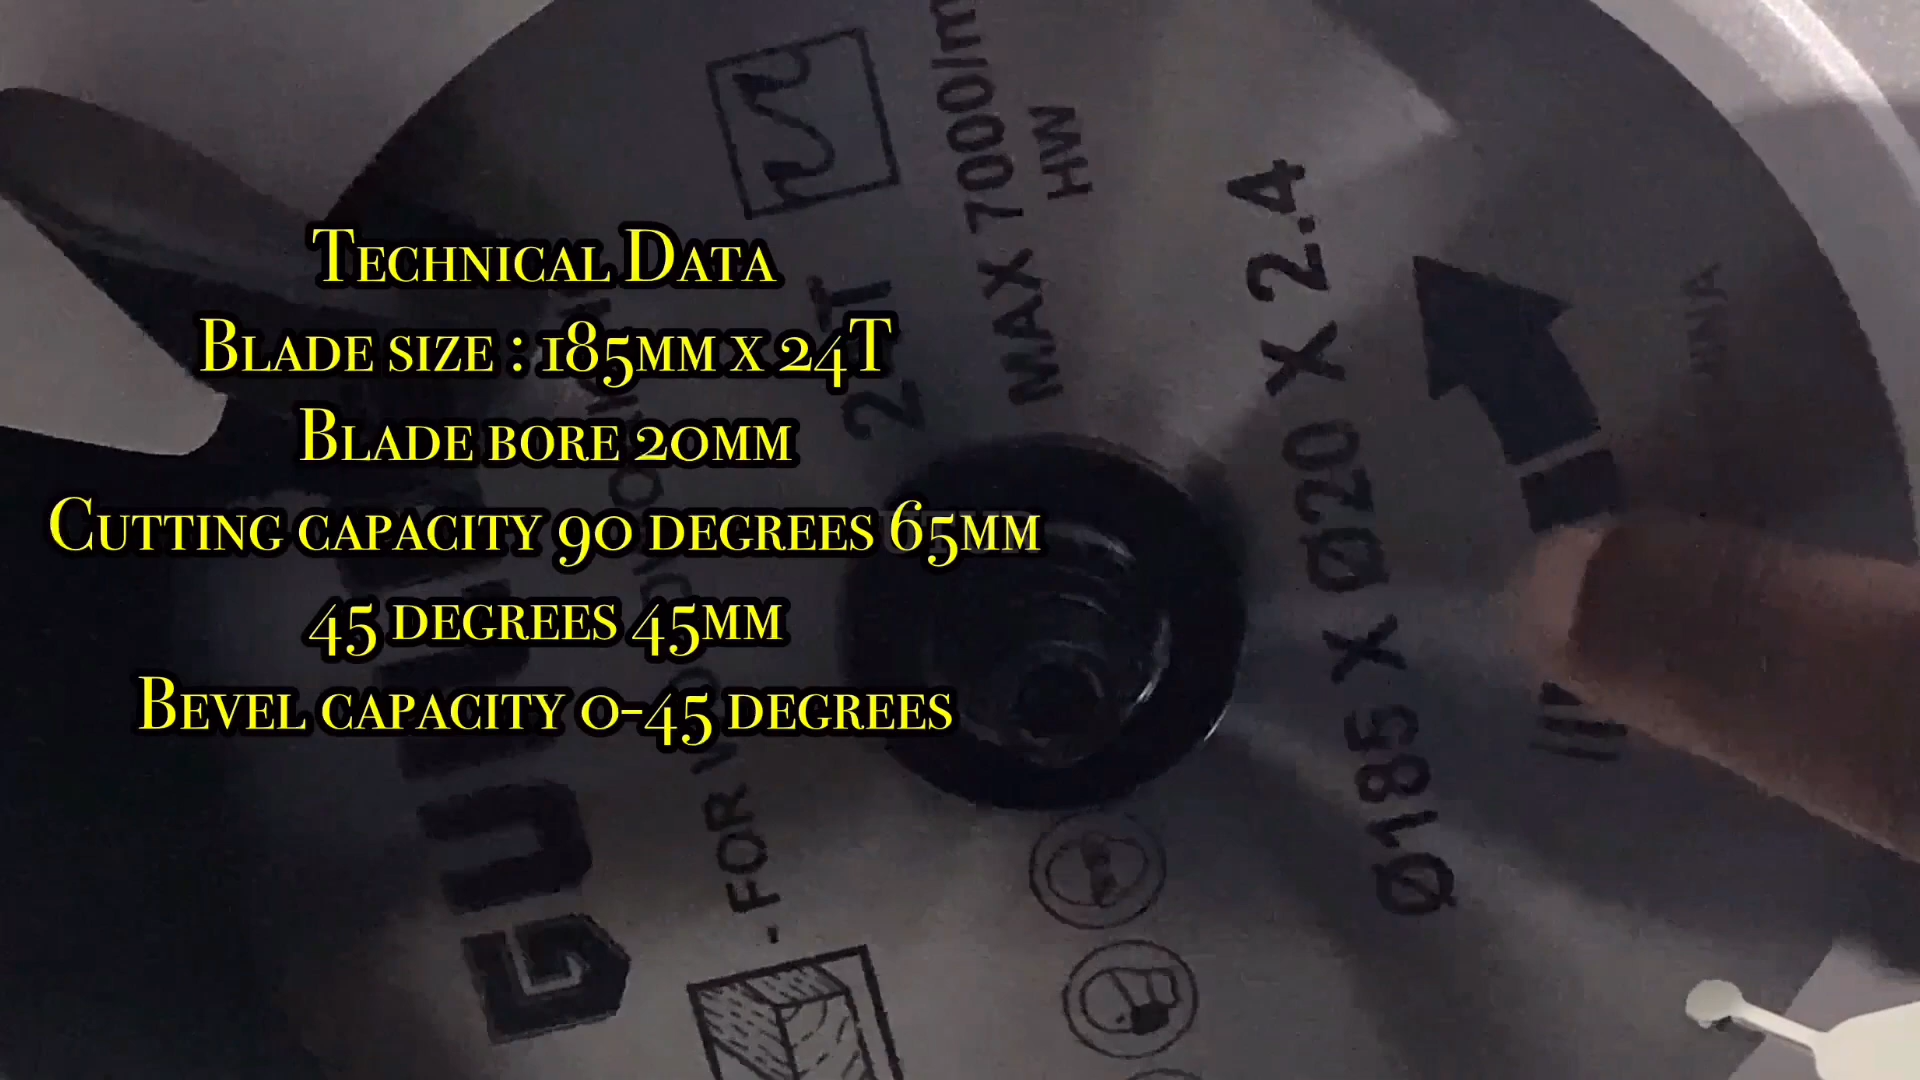 Technical Data
Blade size : 185mm x 24T
Blade bore 20mm
Cutting capacity 90 degrees 65mm
45 degrees 45mm
Bevel capacity 0-45 degrees
MAX 7000/m
HW
Ø185 X Ø20 X 2.4
- FOR